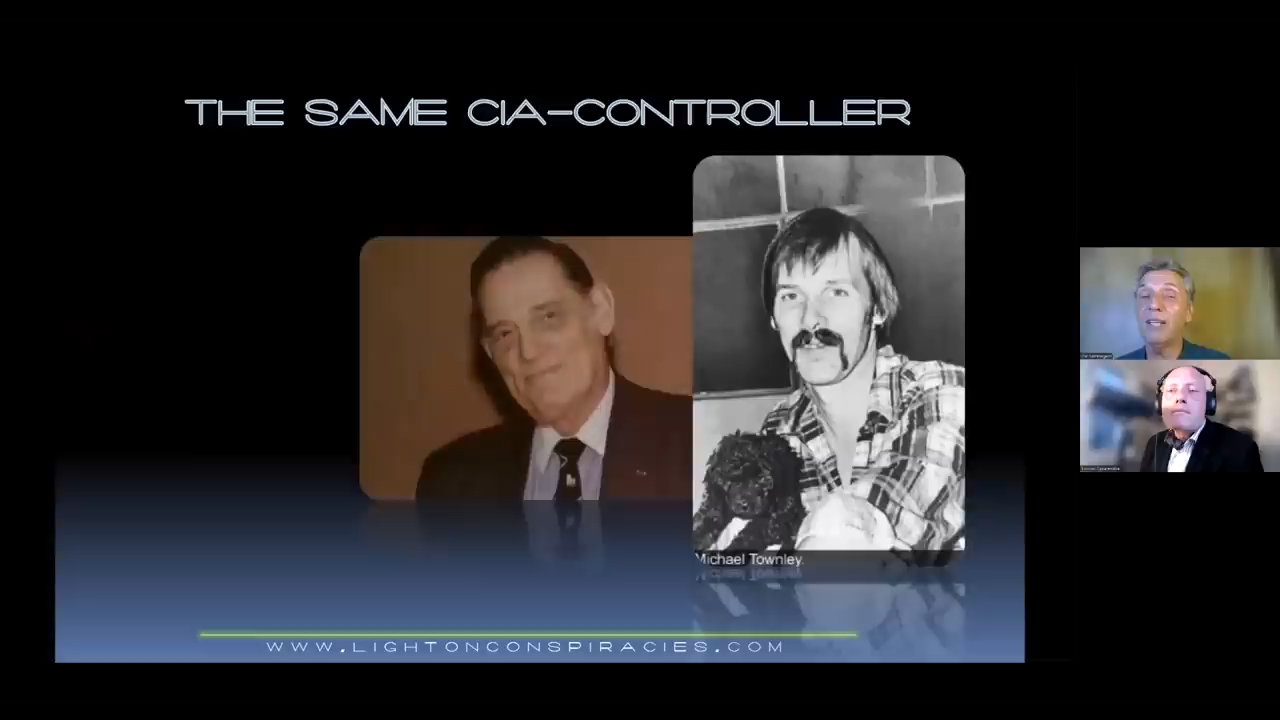 THE SAME CIA-CONTROLLER
Michael Townley.
WWW.LIGHTONCONSPIRACIES.COM